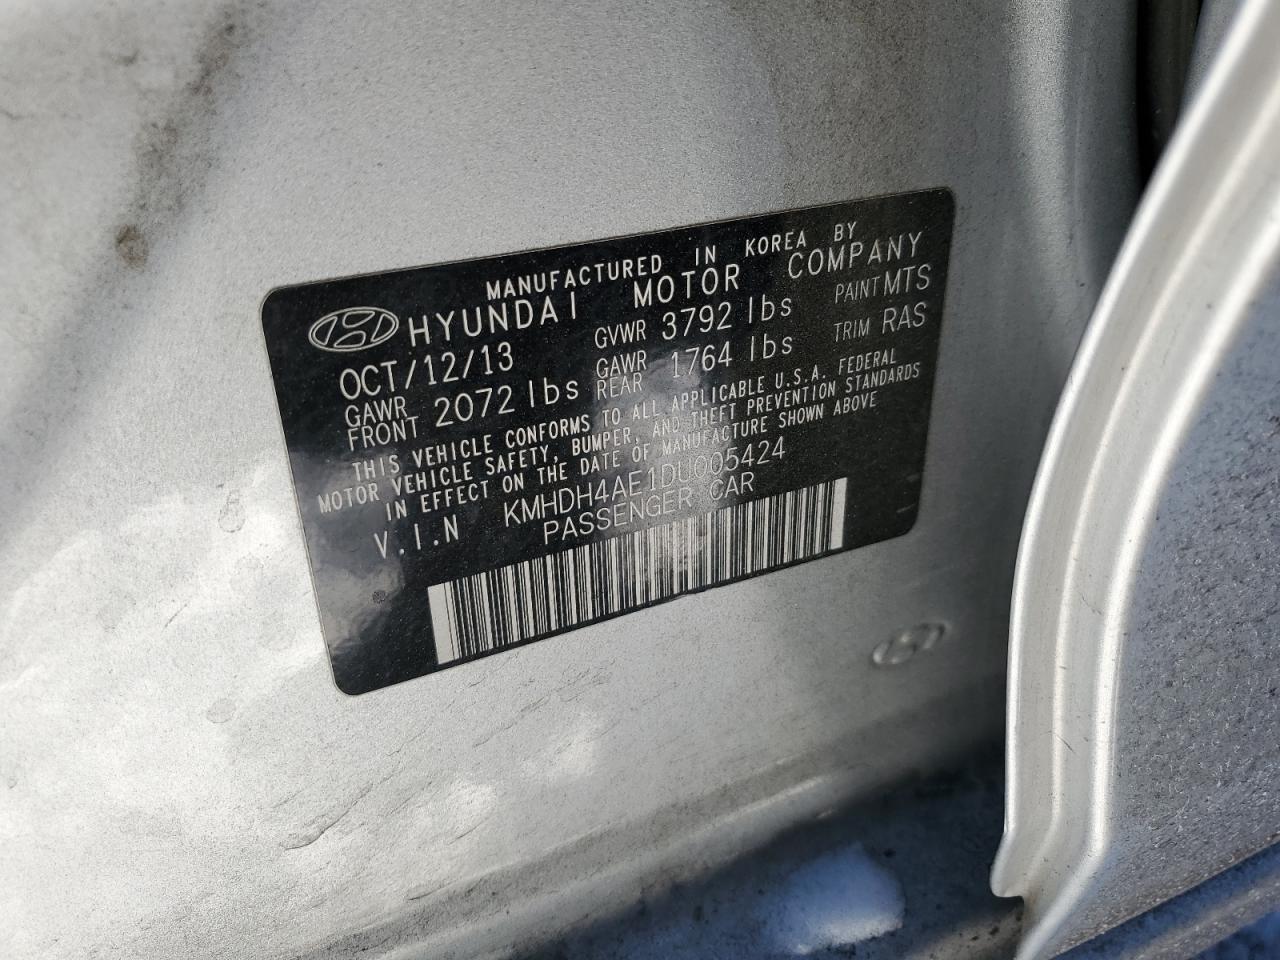 MANUFACTURED IN KOREA BY
HYUNDAI MOTOR COMPANY
OCT/12/13 GVWR 3792 lbs PAINT MTS
GAWR FRONT 2072 lbs GAWR REAR 1764 lbs TRIM RAS
THIS VEHICLE CONFORMS TO ALL APPLICABLE U.S.A. FEDERAL
MOTOR VEHICLE SAFETY, BUMPER, AND THEFT PREVENTION STANDARDS
IN EFFECT ON THE DATE OF MANUFACTURE SHOWN ABOVE
V.I.N KMHDH4AE1DU005424
PASSENGER CAR